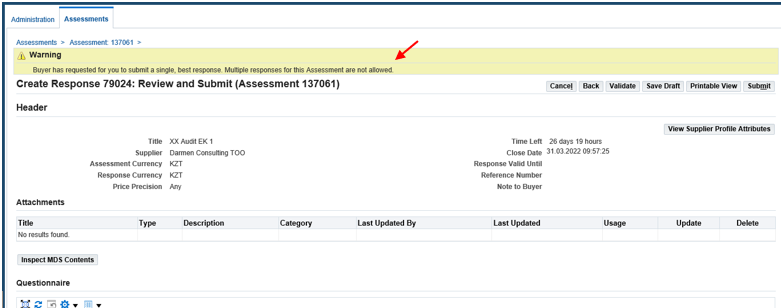 Administration Assessments
Assessments > Assessment: 137061 >
Warning
Buyer has requested for you to submit a single, best response. Multiple responses for this Assessment are not allowed.
Create Response 79024: Review and Submit (Assessment 137061)
Cancel Back Validate Save Draft Printable View Submit
Header
View Supplier Profile Attributes
Title XX Audit EK 1 Time Left 26 days 19 hours
Supplier Darmen Consulting TOO Close Date 31.03.2022 09:57:25
Assessment Currency KZT Response Valid Until
Response Currency KZT Reference Number
Price Precision Any Note to Buyer
Attachments
Title Type Description Category Last Updated By Last Updated Usage Update Delete
No results found.
Inspect MDS Contents
Questionnaire